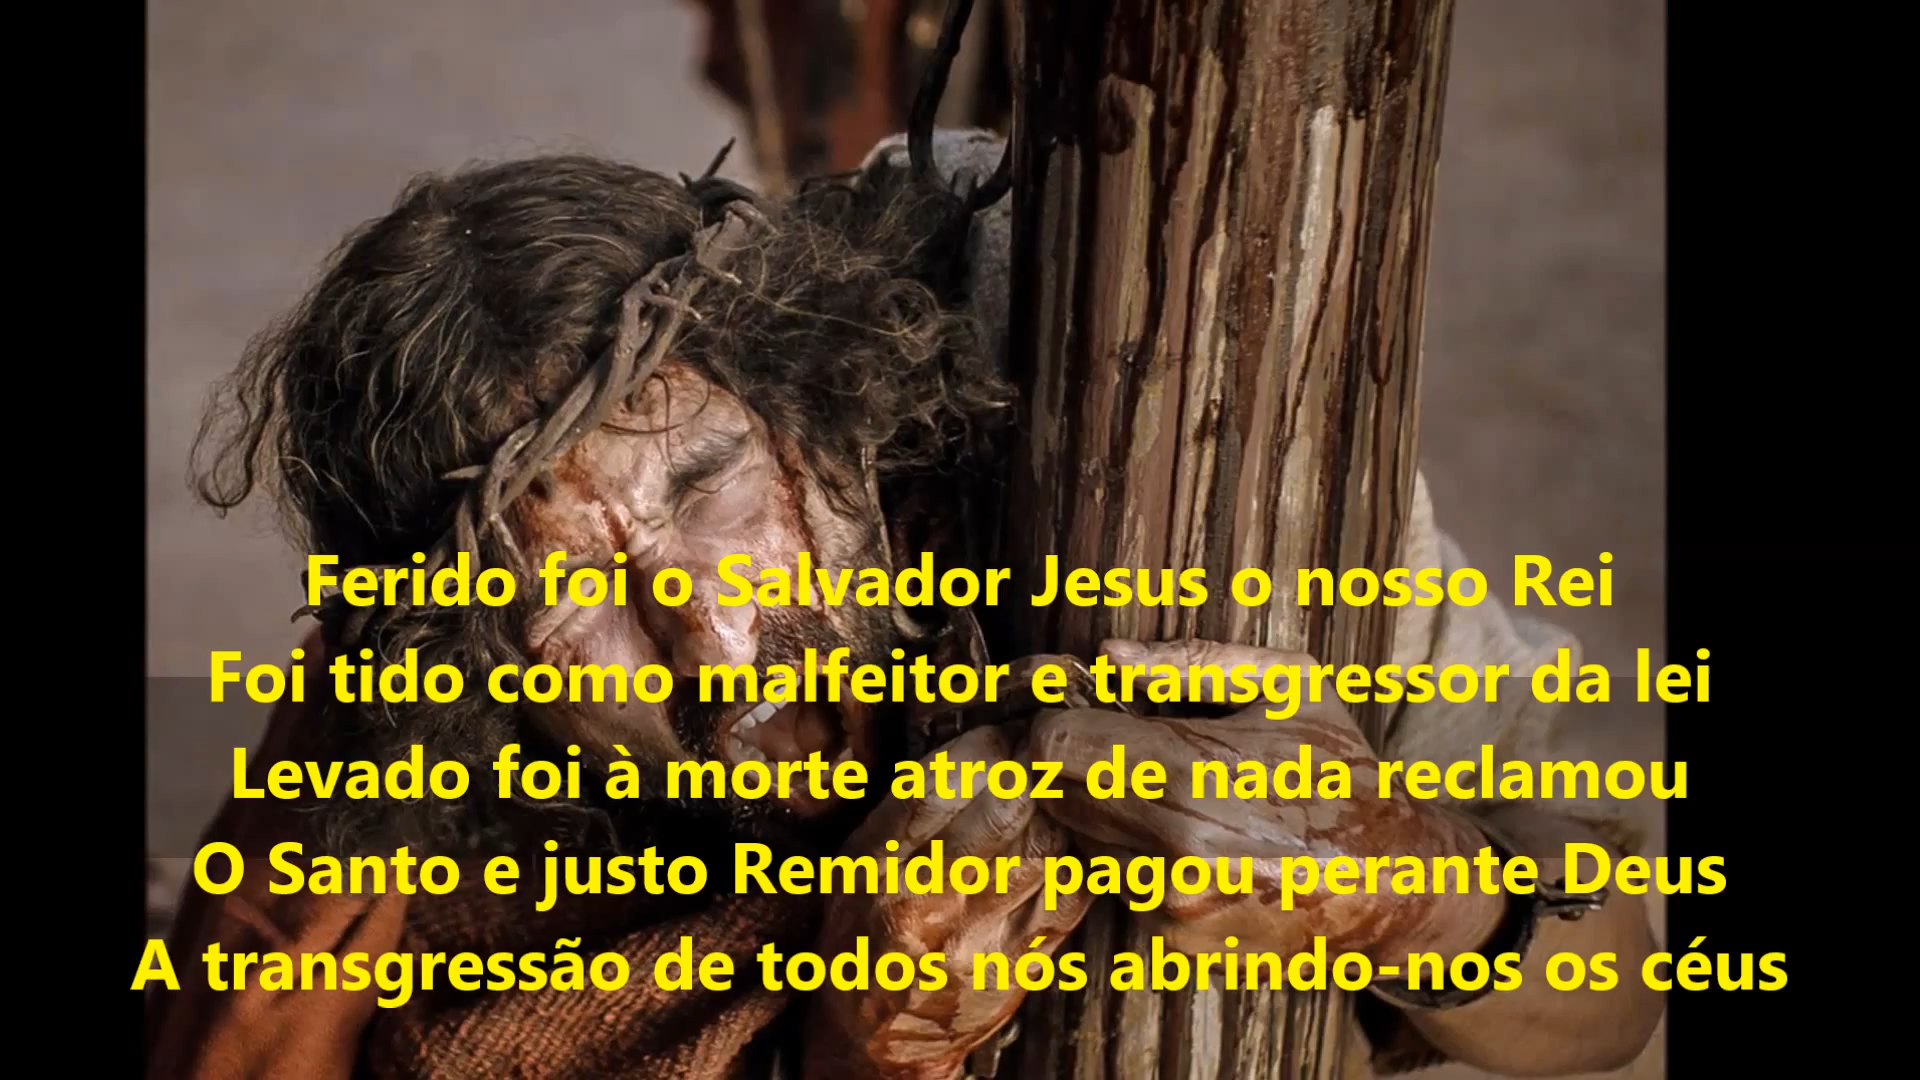 Ferido foi o Salvador Jesus o nosso Rei
Foi tido como malfeitor e transgressor da lei
Levado foi à morte atroz de nada reclamou
O Santo e justo Remidor pagou perante Deus
A transgressão de todos nós abrindo-nos os céus